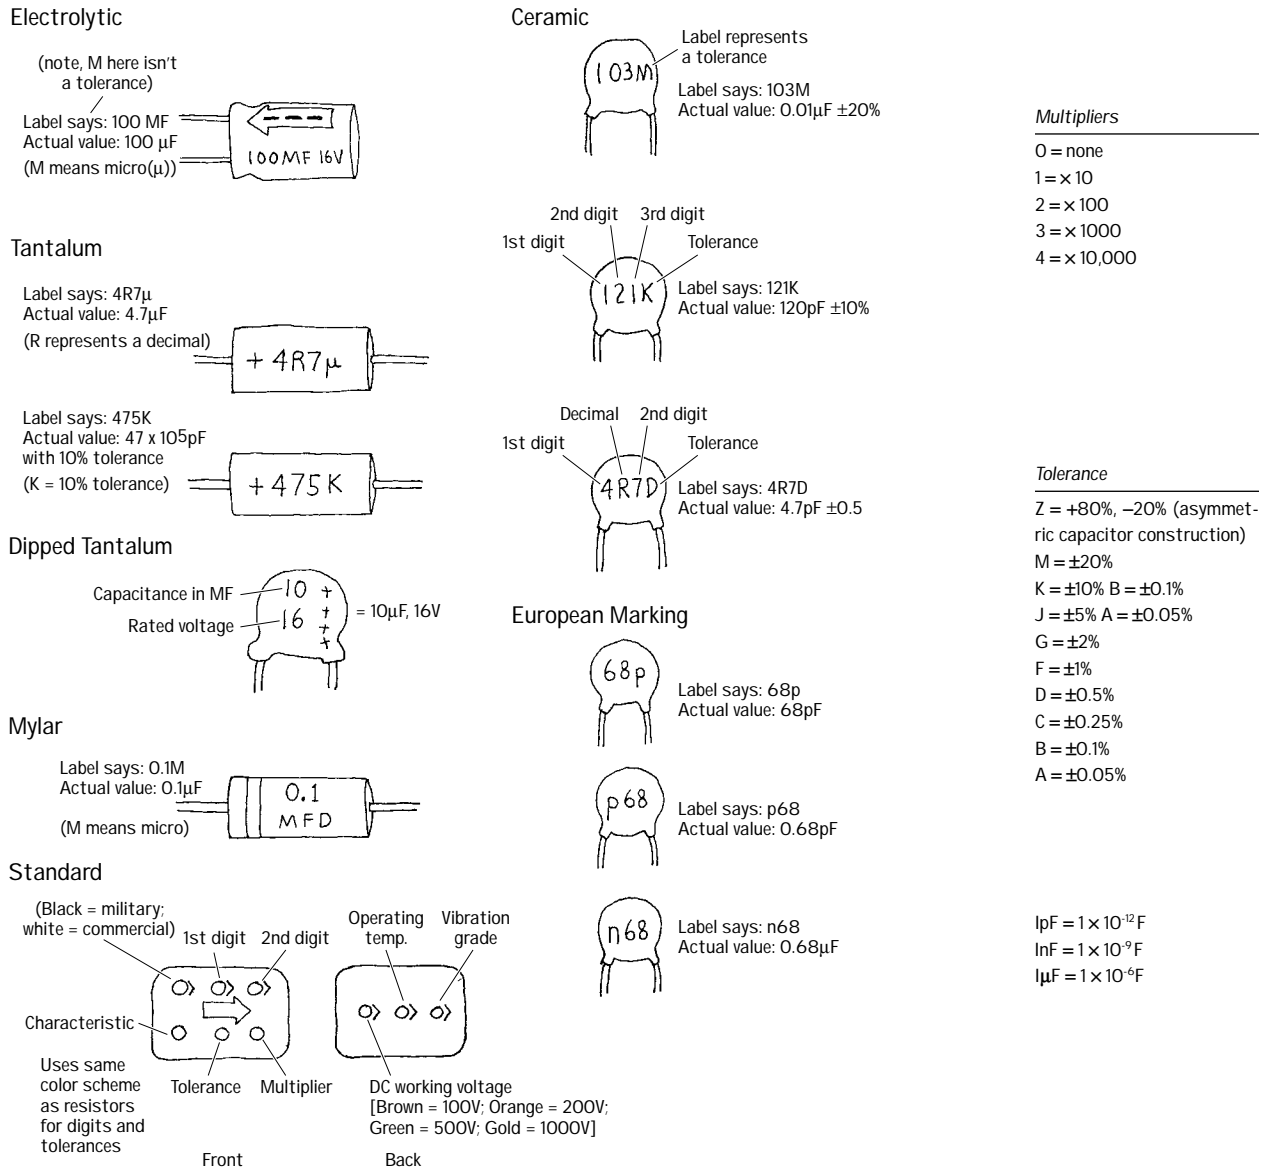 Electrolytic
(note, M here isn't
a tolerance)
Label says: 100 MF
Actual value: 100 µF
(M means micro(µ))
100MF 16V
Tantalum
Label says: 4R7µ
Actual value: 4.7µF
(R represents a decimal)
+ 4R7µ
Label says: 475K
Actual value: 47 x 10⁵pF
with 10% tolerance
(K = 10% tolerance)
+475K
Dipped Tantalum
Capacitance in MF
Rated voltage
10 +
16 +
+
+
= 10µF, 16V
Mylar
Label says: 0.1M
Actual value: 0.1µF
(M means micro)
0.1
MFD
Standard
(Black = military;
white = commercial)
1st digit
2nd digit
Characteristic
Uses same
color scheme
as resistors
for digits and
tolerances
Tolerance
Multiplier
Front
Operating
temp.
Vibration
grade
DC working voltage
[Brown = 100V; Orange = 200V;
Green = 500V; Gold = 1000V]
Back
Ceramic
Label represents
a tolerance
103M
Label says: 103M
Actual value: 0.01µF ±20%
2nd digit
3rd digit
1st digit
Tolerance
121K
Label says: 121K
Actual value: 120pF ±10%
Decimal
2nd digit
1st digit
Tolerance
4R7D
Label says: 4R7D
Actual value: 4.7pF ±0.5
European Marking
68p
Label says: 68p
Actual value: 68pF
p68
Label says: p68
Actual value: 0.68pF
n68
Label says: n68
Actual value: 0.68µF
Multipliers
0 = none
1 = × 10
2 = × 100
3 = × 1000
4 = × 10,000
Tolerance
Z = +80%, –20% (asymmet-
ric capacitor construction)
M = ±20%
K = ±10% B = ±0.1%
J = ±5% A = ±0.05%
G = ±2%
F = ±1%
D = ±0.5%
C = ±0.25%
B = ±0.1%
A = ±0.05%
IpF = 1 × 10⁻¹² F
InF = 1 × 10⁻⁹ F
IµF = 1 × 10⁻⁶F